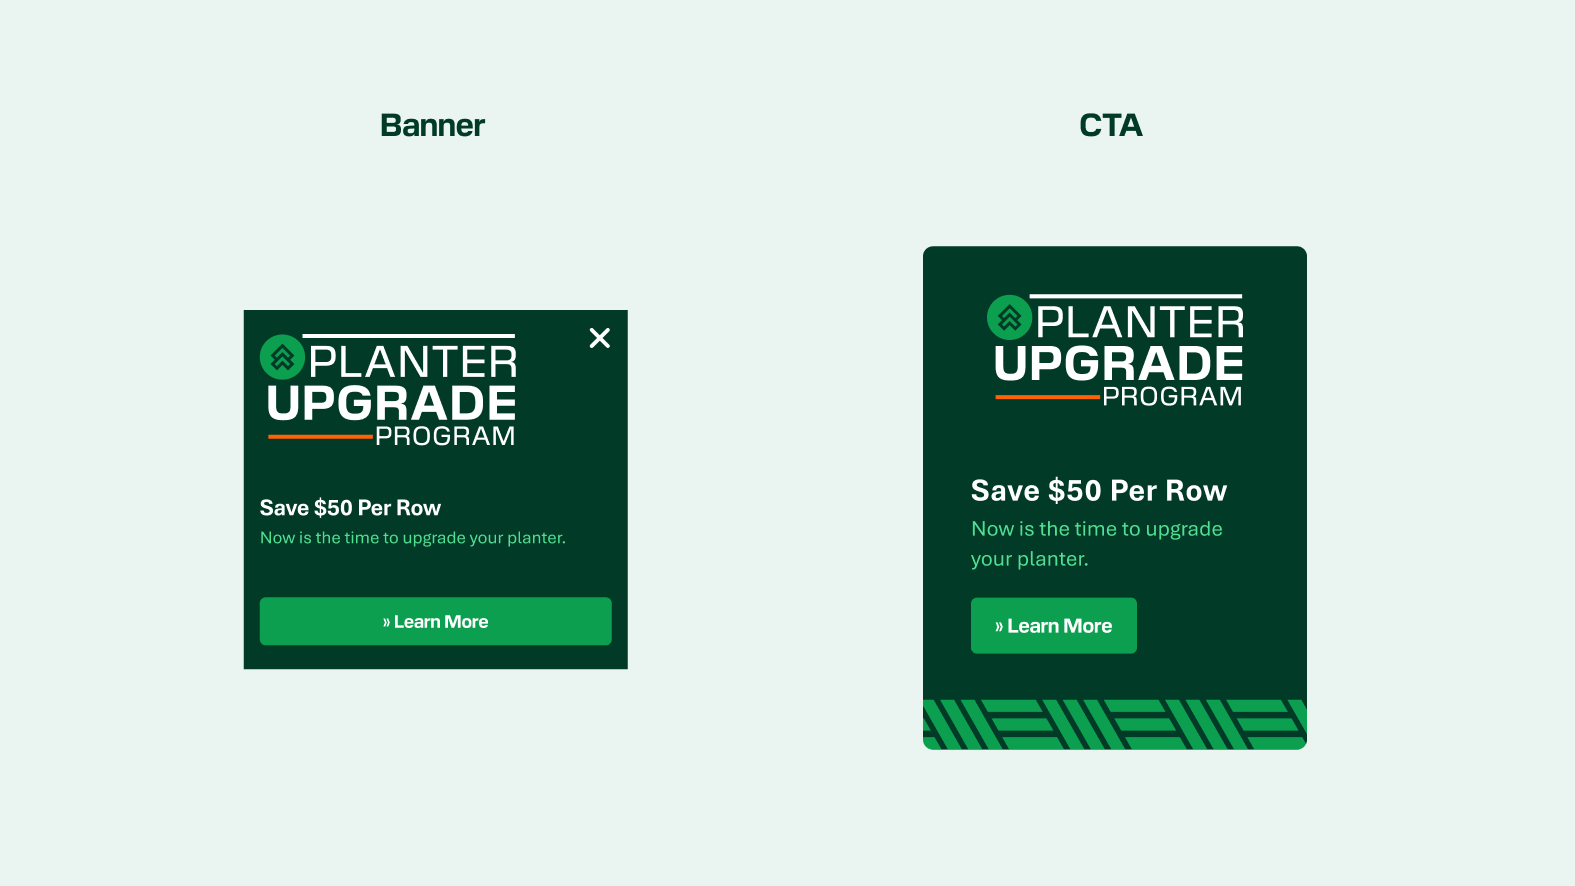 Banner
PLANTER
UPGRADE
PROGRAM
Save $50 Per Row
Now is the time to upgrade your planter.
» Learn More
CTA
PLANTER
UPGRADE
PROGRAM
Save $50 Per Row
Now is the time to upgrade
your planter.
» Learn More